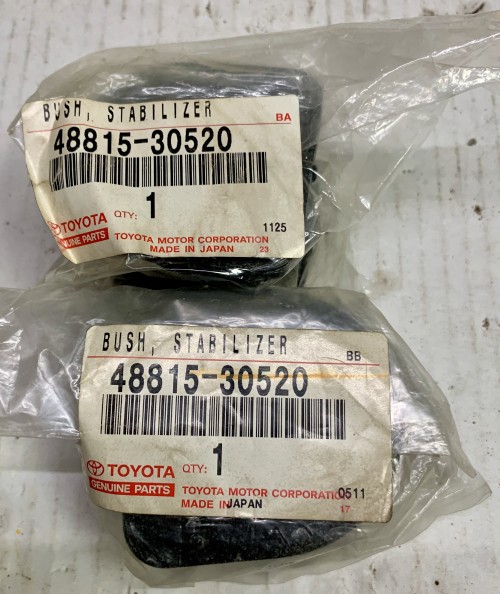 BUSH, STABILIZER
BA
48815-30520
TOYOTA
GENUINE PARTS
QTY: 1
1125
TOYOTA MOTOR CORPORATION
MADE IN JAPAN 23
BUSH, STABILIZER
BB
48815-30520
TOYOTA
GENUINE PARTS
QTY: 1
TOYOTA MOTOR CORPORATIO 0511
MADE IN JAPAN 17